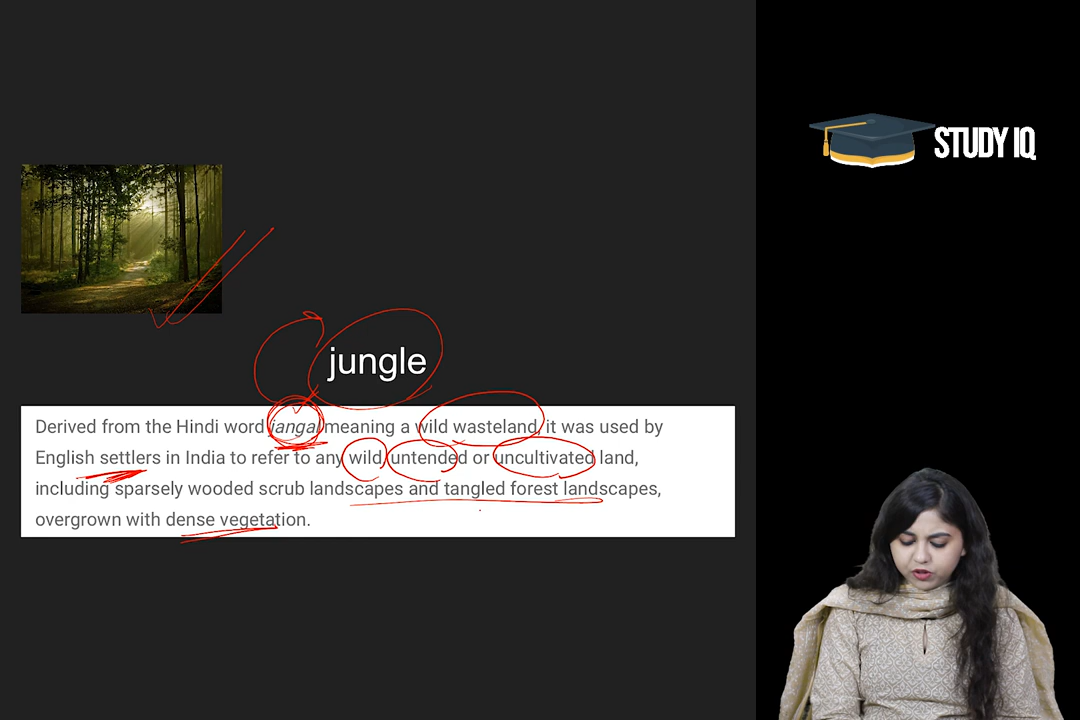 STUDY IQ
jungle
Derived from the Hindi word jangal meaning a wild wasteland, it was used by
English settlers in India to refer to any wild, untended or uncultivated land,
including sparsely wooded scrub landscapes and tangled forest landscapes,
overgrown with dense vegetation.